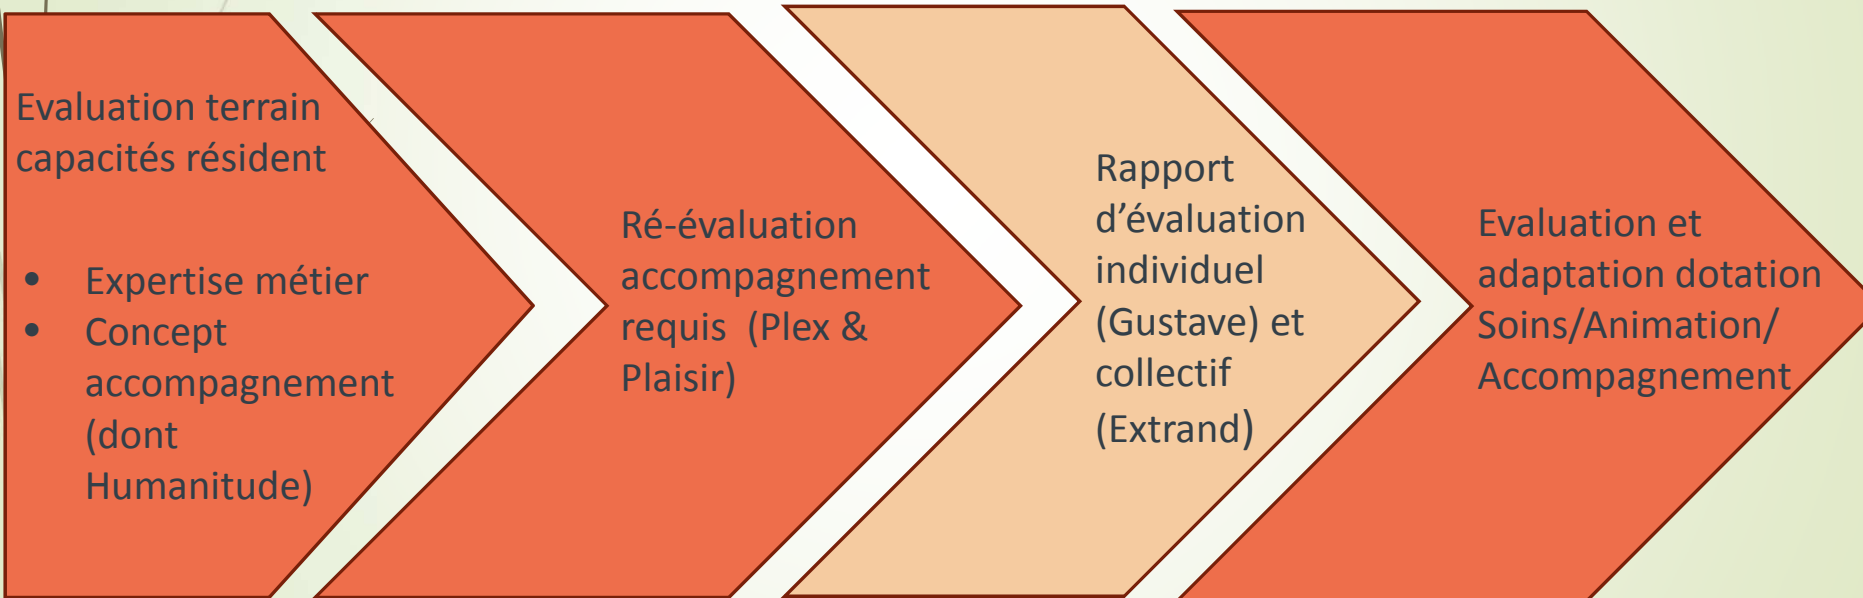 Evaluation terrain
capacités résident
• Expertise métier
• Concept
accompagnement
(dont
Humanitude)
Ré-évaluation
accompagnement
requis (Plex &
Plaisir)
Rapport
d’évaluation
individuel
(Gustave) et
collectif
(Extrand)
Evaluation et
adaptation dotation
Soins/Animation/
Accompagnement